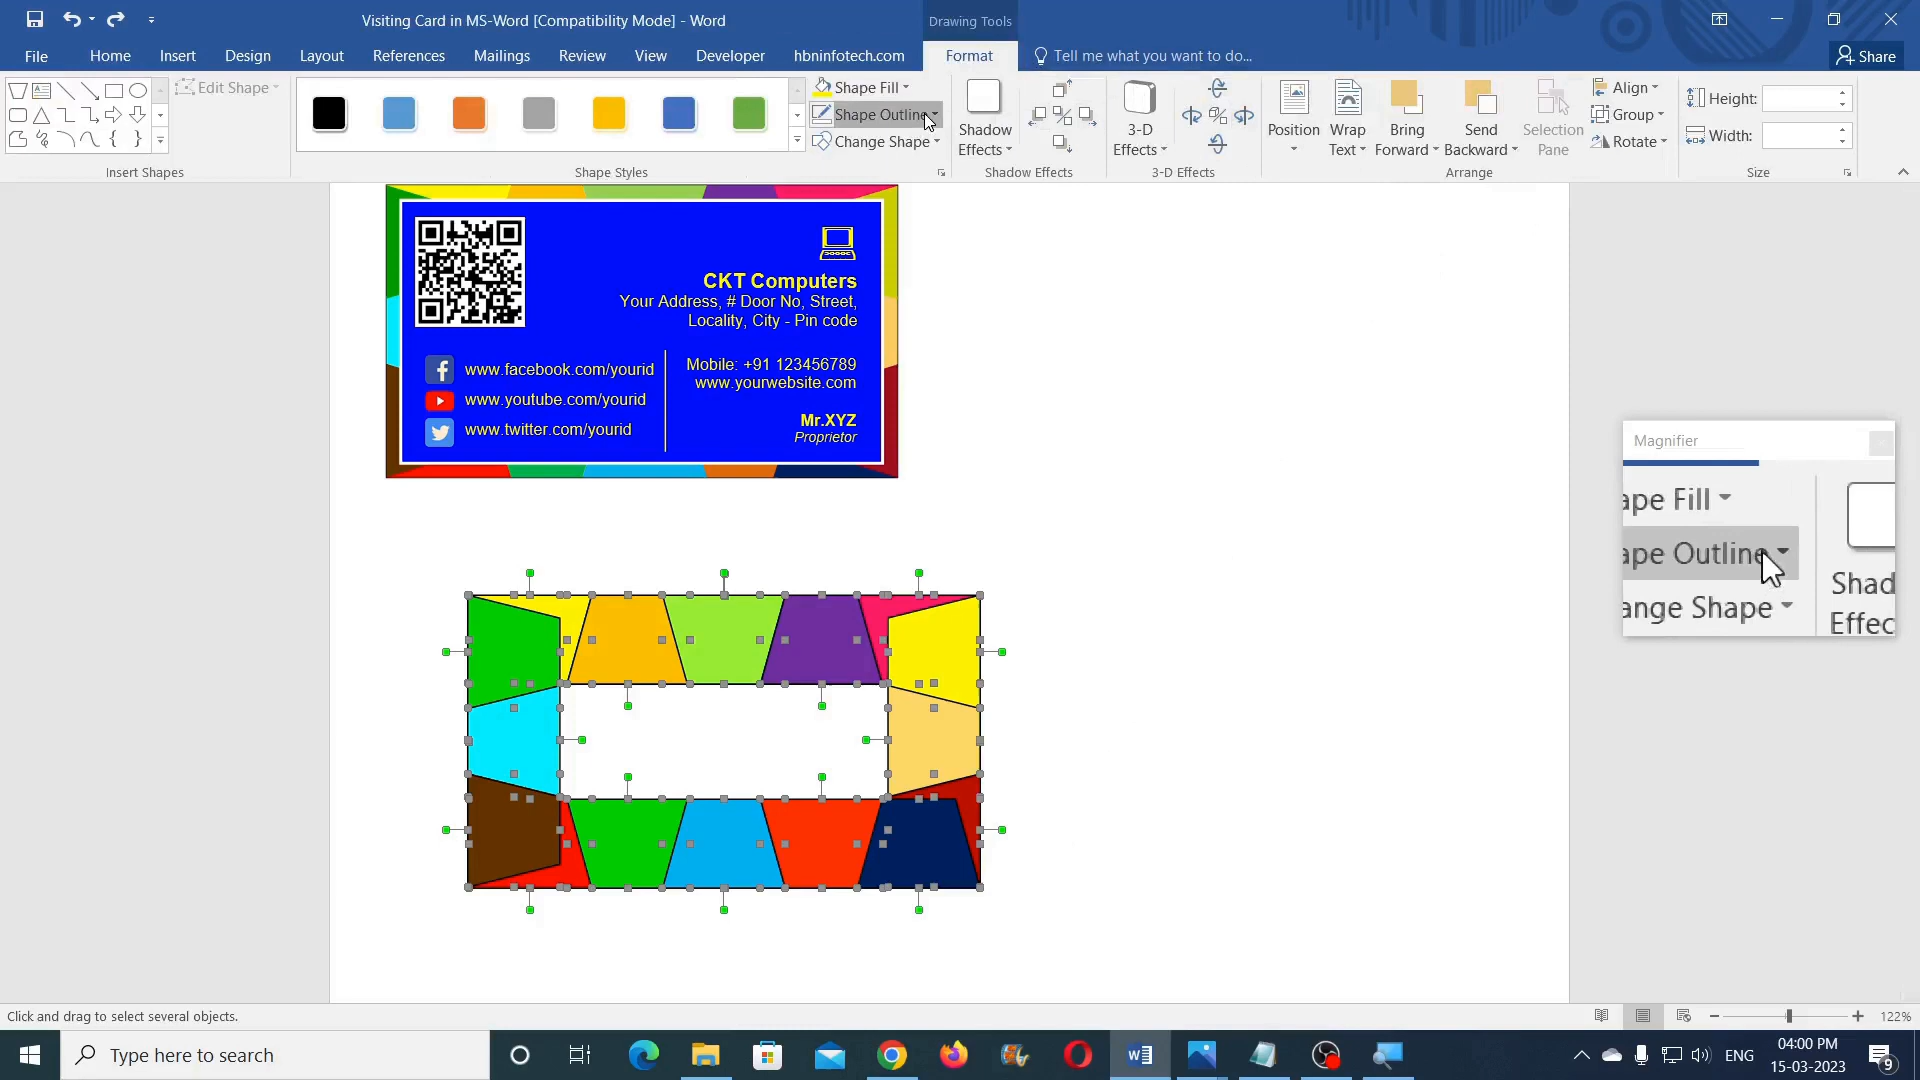 Visiting Card in MS-Word [Compatibility Mode] - Word
Drawing Tools
File
Home
Insert
Design
Layout
References
Mailings
Review
View
Developer
hbninfotech.com
Format
Tell me what you want to do...
Share
Edit Shape
Shape Fill
Shape Outline
Change Shape
Shadow
Effects
3-D
Effects
Position
Wrap
Text
Bring
Forward
Send
Backward
Selection
Pane
Align
Group
Rotate
Height:
Width:
Insert Shapes
Shape Styles
Shadow Effects
3-D Effects
Arrange
Size
CKT Computers
Your Address, # Door No, Street,
Locality, City - Pin code
www.facebook.com/yourid
www.youtube.com/yourid
www.twitter.com/yourid
Mobile: +91 123456789
www.yourwebsite.com
Mr.XYZ
Proprietor
Magnifier
ape Fill
ape Outline
ange Shape
Shad
Effec
Click and drag to select several objects.
122%
Type here to search
ENG
04:00 PM
15-03-2023
9